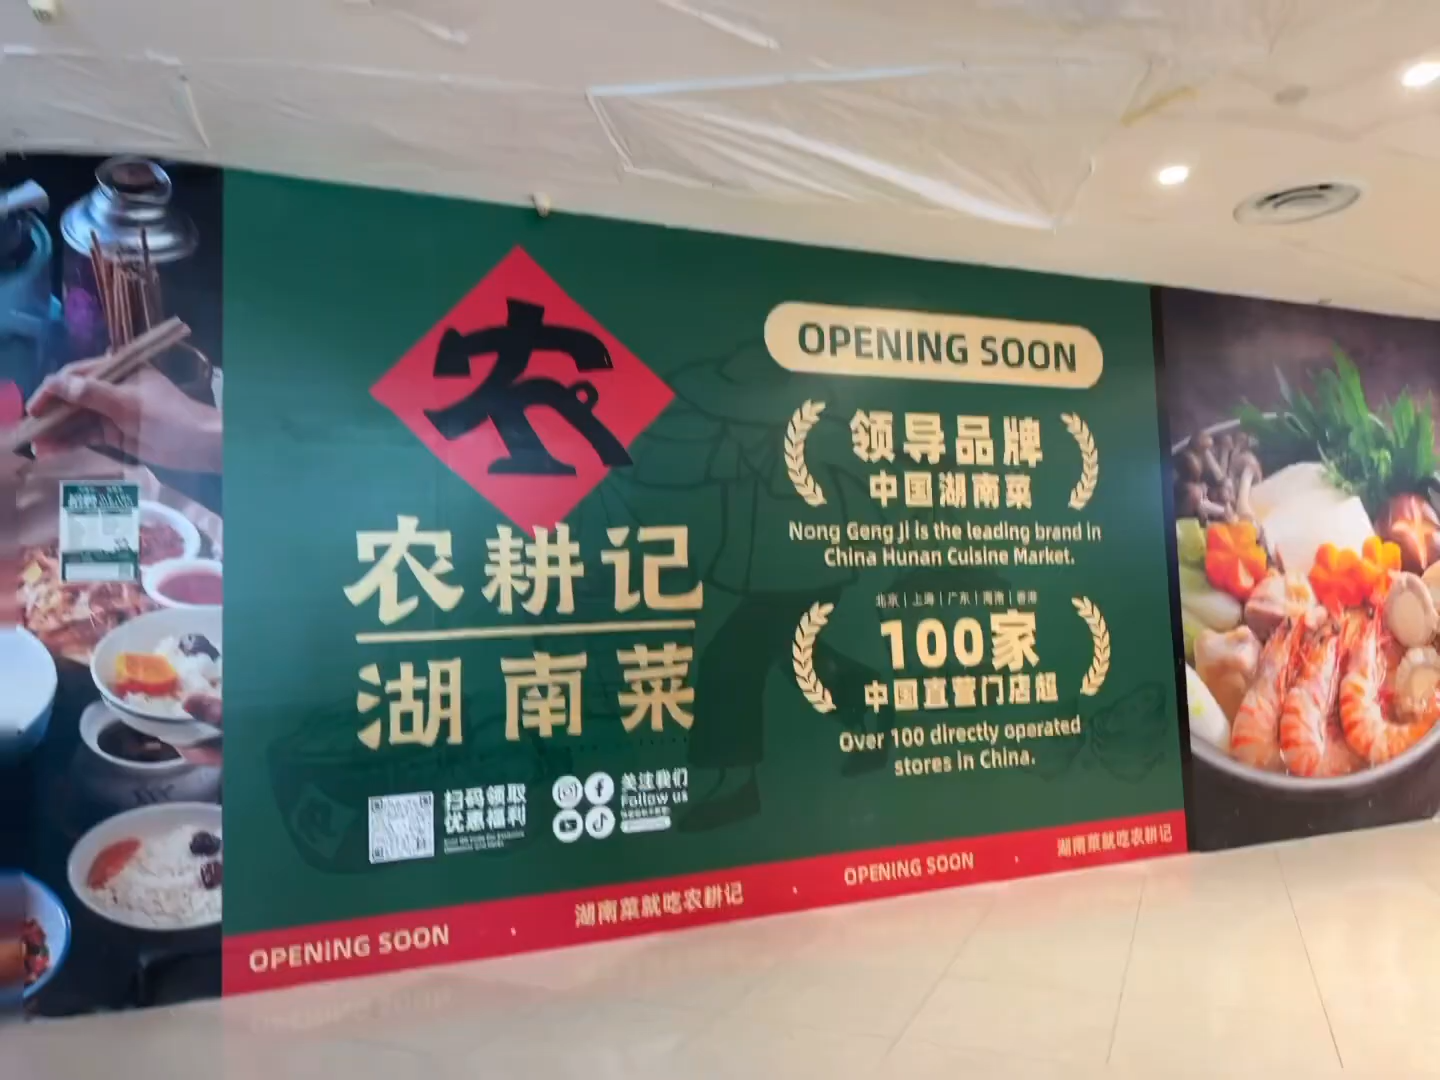 农
农耕记
湖南菜
扫码领取
优惠福利
关注我们
Follow us
OPENING SOON
领导品牌
中国湖南菜
Nong Geng Ji is the leading brand in
China Hunan Cuisine Market.
北京｜上海｜广东｜海南｜香港
100家
中国直营门店超
Over 100 directly operated
stores in China.
OPENING SOON · 湖南菜就吃农耕记 · OPENING SOON · 湖南菜就吃农耕记